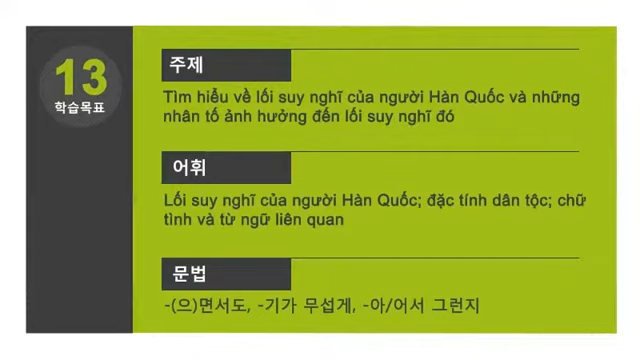 13
학습목표
주제
Tìm hiểu về lối suy nghĩ của người Hàn Quốc và những
nhân tố ảnh hưởng đến lối suy nghĩ đó
어휘
Lối suy nghĩ của người Hàn Quốc; đặc tính dân tộc; chữ
tình và từ ngữ liên quan
문법
-(으)면서도, -기가 무섭게, -아/어서 그런지